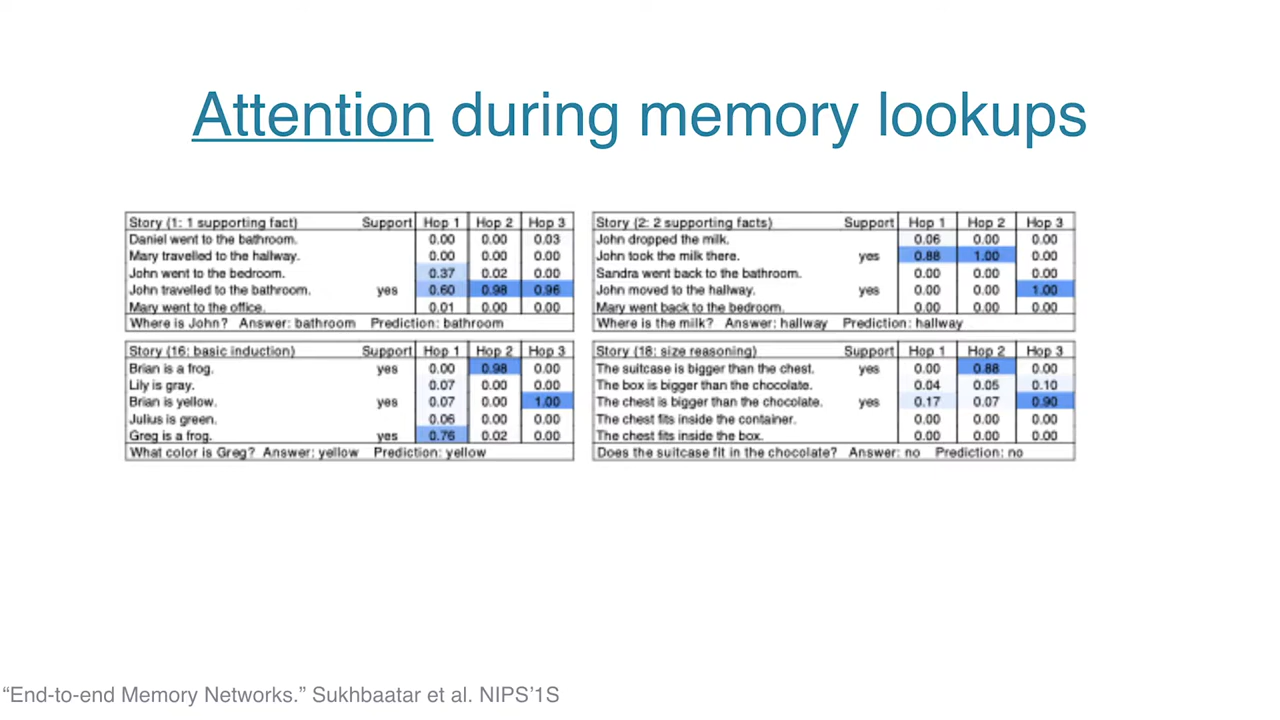 Attention during memory lookups
Story (1: 1 supporting fact) Support Hop 1 Hop 2 Hop 3
Daniel went to the bathroom. 0.00 0.00 0.03
Mary travelled to the hallway. 0.00 0.00 0.00
John went to the bedroom. 0.37 0.02 0.00
John travelled to the bathroom. yes 0.60 0.98 0.96
Mary went to the office. 0.01 0.00 0.00
Where is John? Answer: bathroom Prediction: bathroom
Story (2: 2 supporting facts) Support Hop 1 Hop 2 Hop 3
John dropped the milk. 0.06 0.00 0.00
John took the milk there. yes 0.88 1.00 0.00
Sandra went back to the bathroom. 0.00 0.00 0.00
John moved to the hallway. yes 0.00 0.00 1.00
Mary went back to the bedroom. 0.00 0.00 0.00
Where is the milk? Answer: hallway Prediction: hallway
Story (16: basic induction) Support Hop 1 Hop 2 Hop 3
Brian is a frog. yes 0.00 0.98 0.00
Lily is gray. 0.07 0.00 0.00
Brian is yellow. yes 0.07 0.00 1.00
Julius is green. 0.06 0.00 0.00
Greg is a frog. yes 0.76 0.02 0.00
What color is Greg? Answer: yellow Prediction: yellow
Story (18: size reasoning) Support Hop 1 Hop 2 Hop 3
The suitcase is bigger than the chest. yes 0.00 0.88 0.00
The box is bigger than the chocolate. 0.04 0.05 0.10
The chest is bigger than the chocolate. yes 0.17 0.07 0.90
The chest fits inside the container. 0.00 0.00 0.00
The chest fits inside the box. 0.00 0.00 0.00
Does the suitcase fit in the chocolate? Answer: no Prediction: no
“End-to-end Memory Networks.” Sukhbaatar et al. NIPS’1S